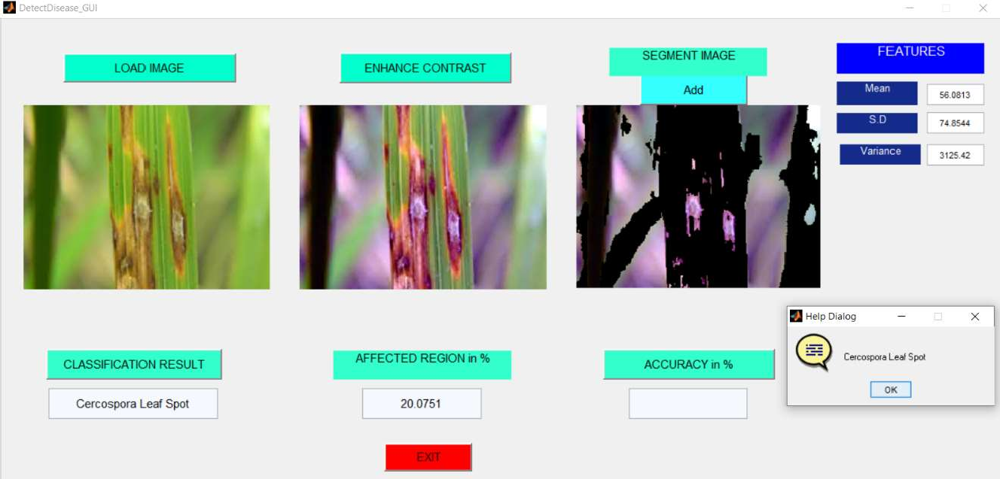 DetectDisease_GUI
LOAD IMAGE
ENHANCE CONTRAST
SEGMENT IMAGE
Add
FEATURES
Mean
56.0813
S.D
74.8544
Variance
3125.42
Help Dialog
Cercospora Leaf Spot
OK
CLASSIFICATION RESULT
AFFECTED REGION in %
ACCURACY in %
Cercospora Leaf Spot
20.0751
EXIT